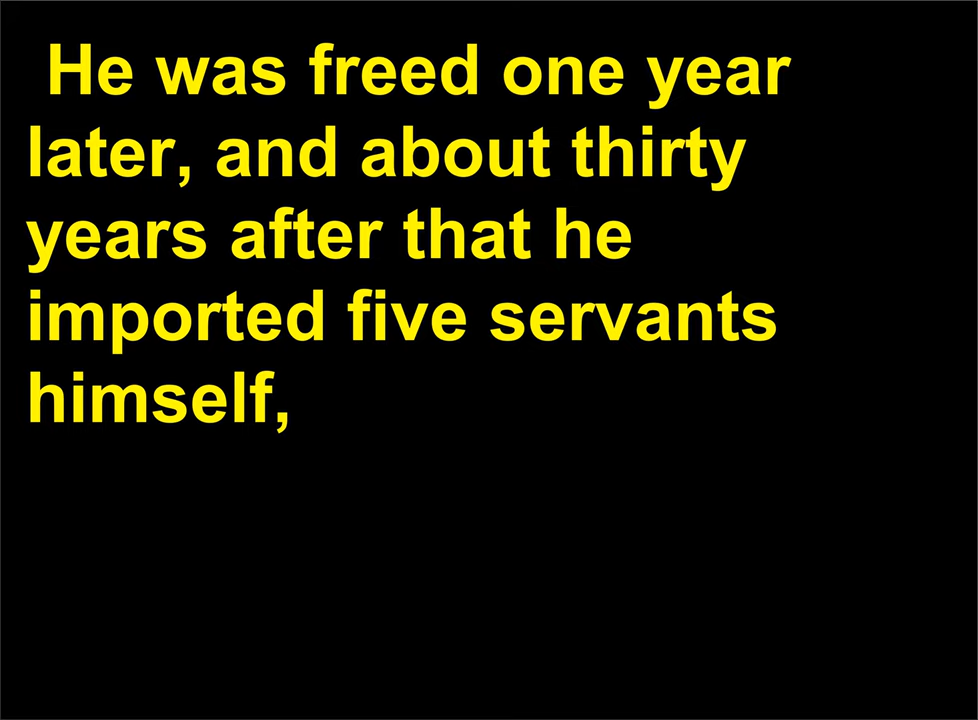 He was freed one year
later, and about thirty
years after that he
imported five servants
himself,